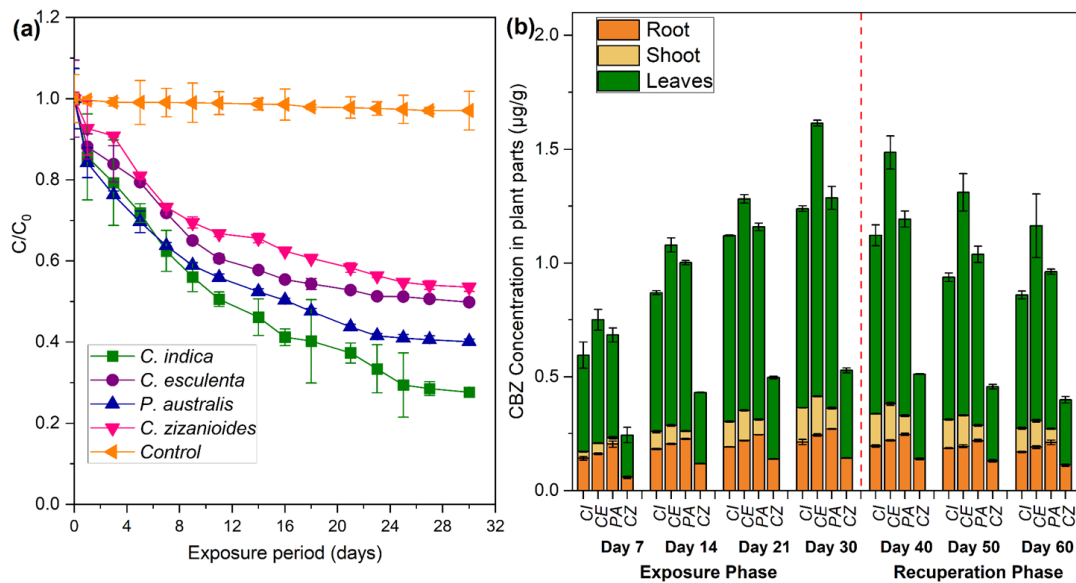 (a)
1.2
1.0
0.8
0.6
0.4
0.2
0.0
C/C0
C. indica
C. esculenta
P. australis
C. zizanioides
Control
0 4 8 12 16 20 24 28 32
Exposure period (days)
(b)
Root
Shoot
Leaves
2.0
1.5
1.0
0.5
0.0
CBZ Concentration in plant parts (µg/g)
CI CE PA CZ CI CE PA CZ CI CE PA CZ CI CE PA CZ CI CE PA CZ CI CE PA CZ CI CE PA CZ
Day 7 Day 14 Day 21 Day 30 Day 40 Day 50 Day 60
Exposure Phase Recuperation Phase